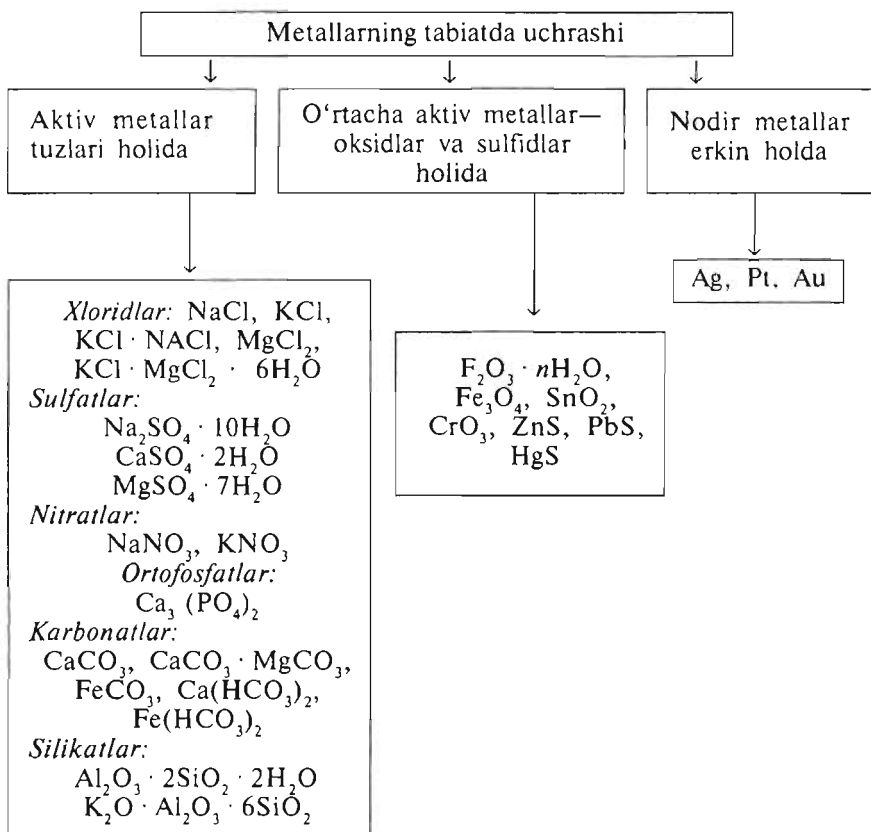 Metallarning tabiatda uchrashi
Aktiv metallar
tuzlari holida
O‘rtacha aktiv metallar—
oksidlar va sulfidlar
holida
Nodir metallar
erkin holda
Xloridlar: NaCl, KCl,
KCl · NACl, MgCl₂,
KCl · MgCl₂ · 6H₂O
Sulfatlar:
Na₂SO₄ · 10H₂O
CaSO₄ · 2H₂O
MgSO₄ · 7H₂O
Nitratlar:
NaNO₃, KNO₃
Ortofosfatlar:
Ca₃ (PO₄)₂
Karbonatlar:
CaCO₃, CaCO₃ · MgCO₃,
FeCO₃, Ca(HCO₃)₂,
Fe(HCO₃)₂
Silikatlar:
Al₂O₃ · 2SiO₂ · 2H₂O
K₂O · Al₂O₃ · 6SiO₂
F₂O₃ · nH₂O,
Fe₃O₄, SnO₂,
CrO₃, ZnS, PbS,
HgS
Ag, Pt, Au